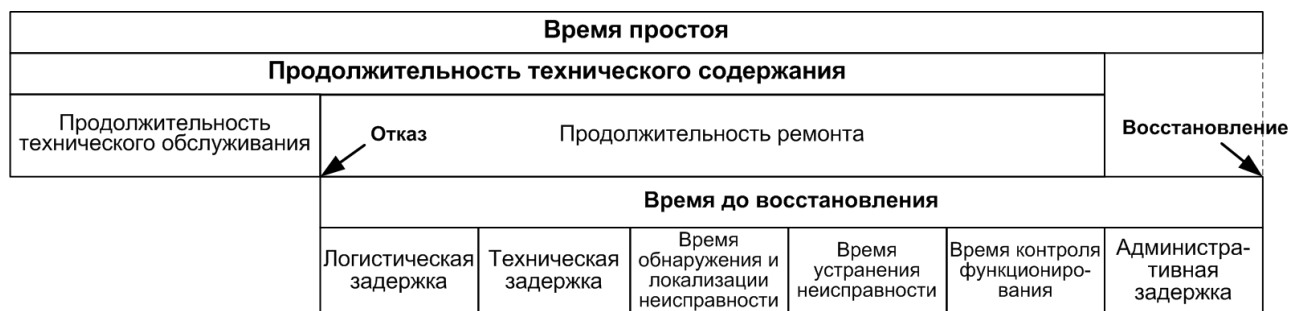 Время простоя
Продолжительность технического содержания
Продолжительность
технического обслуживания
Отказ
Продолжительность ремонта
Восстановление
Время до восстановления
Логистическая
задержка
Техническая
задержка
Время
обнаружения и
локализации
неисправности
Время
устранения
неисправности
Время контроля
функциониро-
вания
Администра-
тивная
задержка